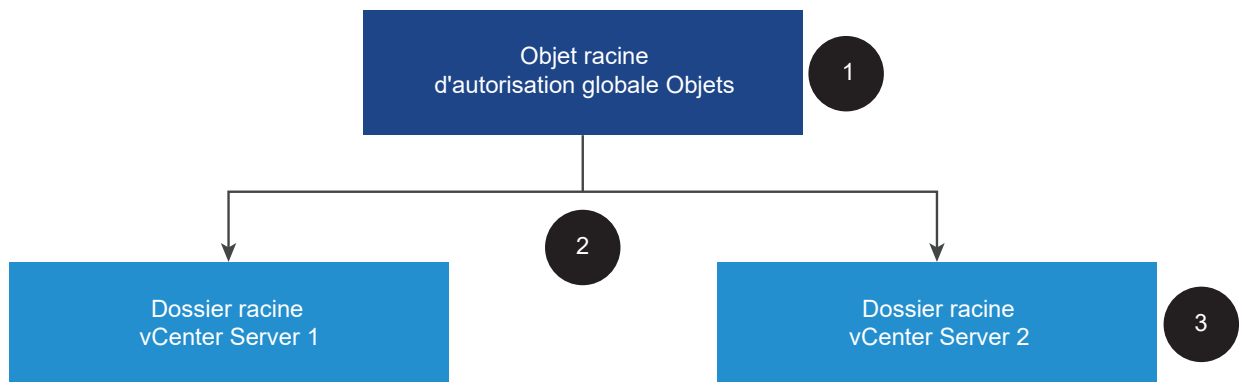 Objet racine
d'autorisation globale Objets
1
2
Dossier racine
vCenter Server 1
Dossier racine
vCenter Server 2
3